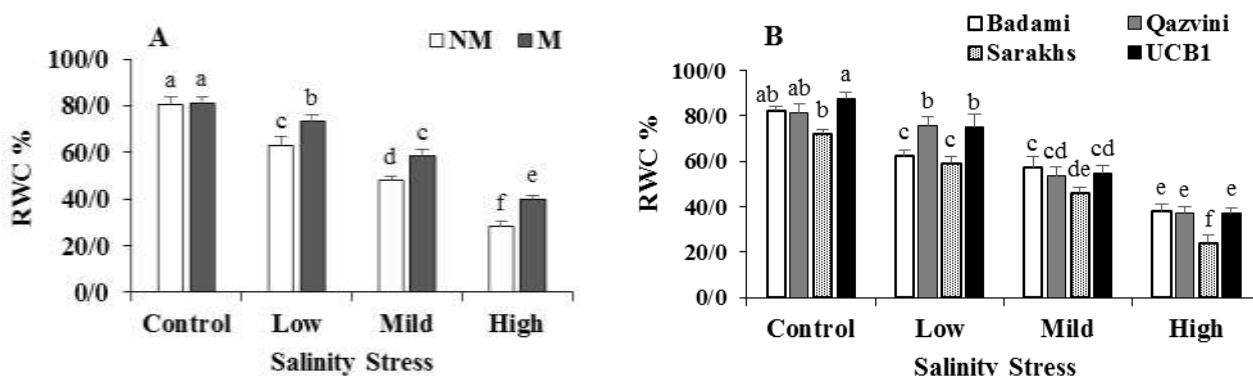 A
NM M
100/0
80/0
60/0
40/0
20/0
0/0
RWC %
a a
c b
d c
f e
Control Low Mild High
Salinity Stress
B
Badami Qazvini
Sarakhs UCB1
100/0
80/0
60/0
40/0
20/0
0/0
RWC %
ab ab b a
c b c b
c cd de cd
e e f e
Control Low Mild High
Salinity Stress